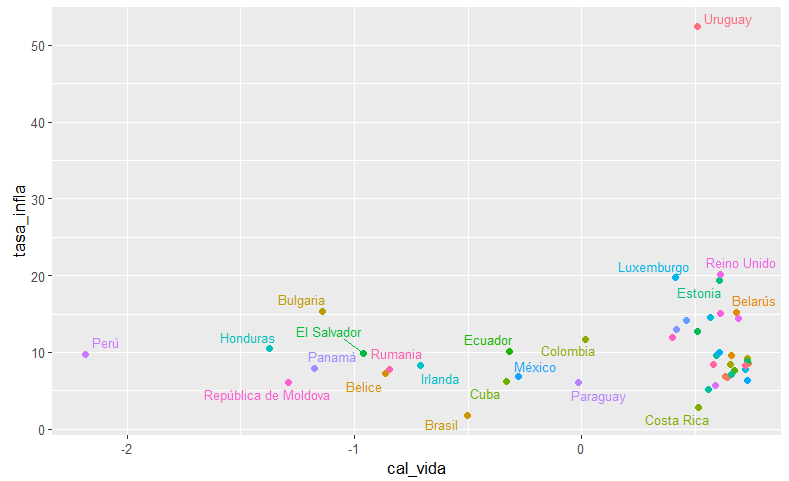 Uruguay
50
40
30
20
10
0
tasa_infla
Luxemburgo
Reino Unido
Estonia
Belarús
Bulgaria
El Salvador
Honduras
Perú
Panamá
Rumania
Ecuador
Colombia
México
Irlanda
Belice
República de Moldova
Cuba
Paraguay
Brasil
Costa Rica
-2
-1
0
cal_vida